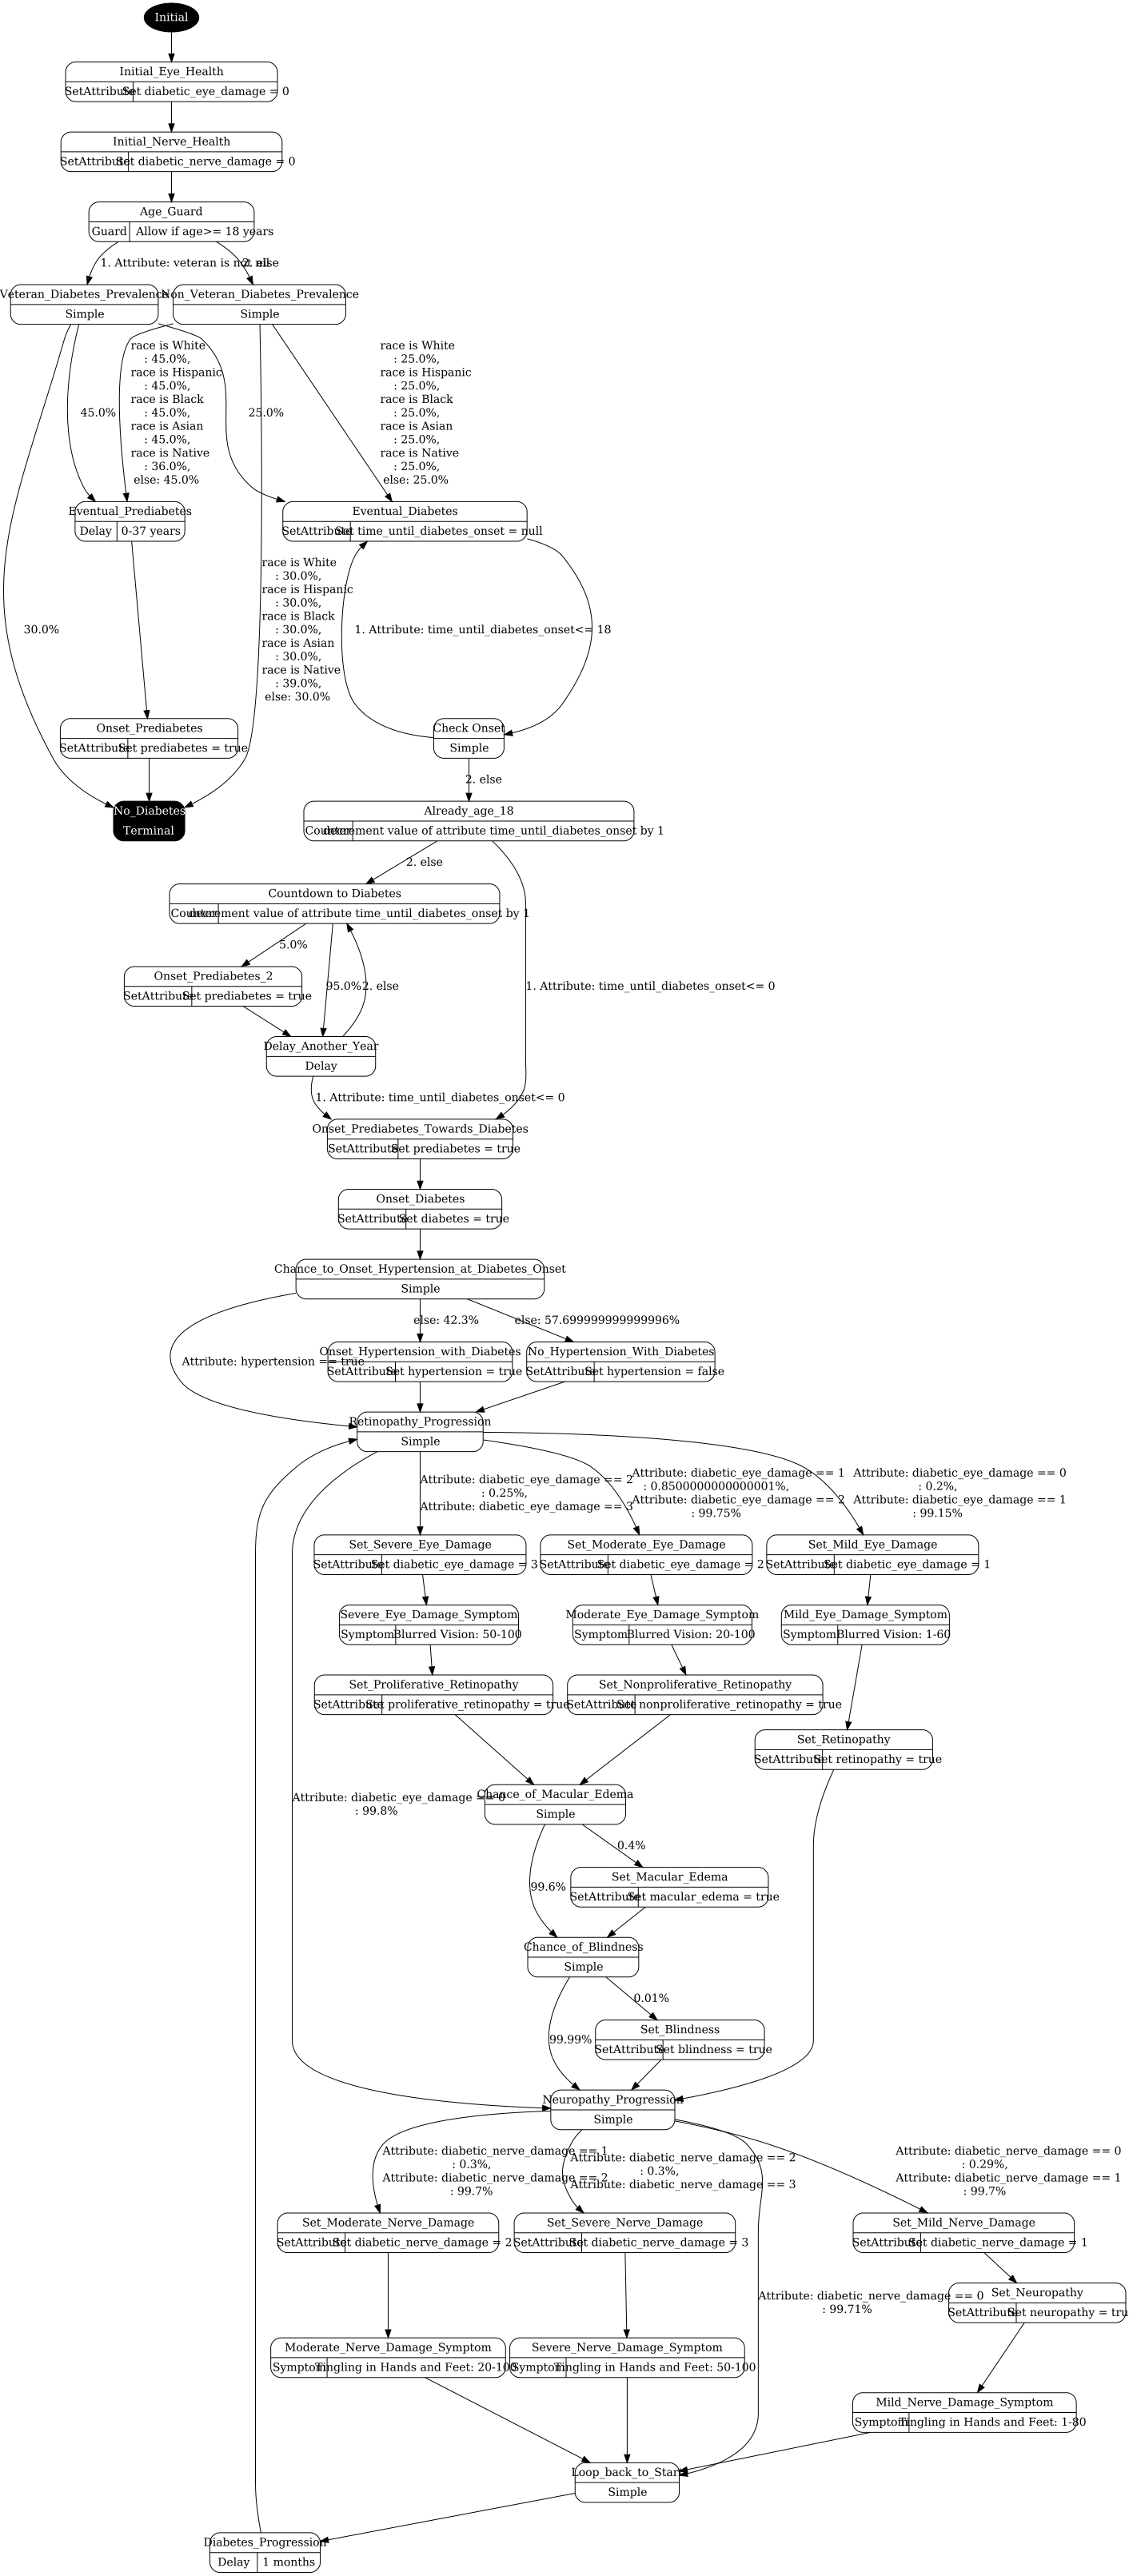 Initial
Initial_Eye_Health
SetAttribute Set diabetic_eye_damage = 0
Initial_Nerve_Health
SetAttribute Set diabetic_nerve_damage = 0
Age_Guard
Guard Allow if age>= 18 years
1. Attribute: veteran is not nil
2. else
Veteran_Diabetes_Prevalence
Simple
Non_Veteran_Diabetes_Prevalence
Simple
race is White
: 45.0%,
race is Hispanic
: 45.0%,
race is Black
: 45.0%,
race is Asian
: 45.0%,
race is Native
: 36.0%,
else: 45.0%
45.0%
25.0%
race is White
: 25.0%,
race is Hispanic
: 25.0%,
race is Black
: 25.0%,
race is Asian
: 25.0%,
race is Native
: 25.0%,
else: 25.0%
Eventual_Prediabetes
Delay 0-37 years
Eventual_Diabetes
SetAttribute Set time_until_diabetes_onset = null
30.0%
race is White
: 30.0%,
race is Hispanic
: 30.0%,
race is Black
: 30.0%,
race is Asian
: 30.0%,
race is Native
: 39.0%,
else: 30.0%
1. Attribute: time_until_diabetes_onset<= 18
Onset_Prediabetes
SetAttribute Set prediabetes = true
Check Onset
Simple
2. else
No_Diabetes
Terminal
Already_age_18
Counter decrement value of attribute time_until_diabetes_onset by 1
2. else
Countdown to Diabetes
Counter decrement value of attribute time_until_diabetes_onset by 1
5.0%
Onset_Prediabetes_2
SetAttribute Set prediabetes = true
95.0%
2. else
1. Attribute: time_until_diabetes_onset<= 0
Delay_Another_Year
Delay
1. Attribute: time_until_diabetes_onset<= 0
Onset_Prediabetes_Towards_Diabetes
SetAttribute Set prediabetes = true
Onset_Diabetes
SetAttribute Set diabetes = true
Chance_to_Onset_Hypertension_at_Diabetes_Onset
Simple
else: 42.3%
else: 57.699999999999996%
Attribute: hypertension == true
Onset_Hypertension_with_Diabetes
SetAttribute Set hypertension = true
No_Hypertension_With_Diabetes
SetAttribute Set hypertension = false
Retinopathy_Progression
Simple
Attribute: diabetic_eye_damage == 2
: 0.25%,
Attribute: diabetic_eye_damage == 3
Attribute: diabetic_eye_damage == 1
: 0.8500000000000001%,
Attribute: diabetic_eye_damage == 2
: 99.75%
Attribute: diabetic_eye_damage == 0
: 0.2%,
Attribute: diabetic_eye_damage == 1
: 99.15%
Set_Severe_Eye_Damage
SetAttribute Set diabetic_eye_damage = 3
Set_Moderate_Eye_Damage
SetAttribute Set diabetic_eye_damage = 2
Set_Mild_Eye_Damage
SetAttribute Set diabetic_eye_damage = 1
Severe_Eye_Damage_Symptom
Symptom Blurred Vision: 50-100
Moderate_Eye_Damage_Symptom
Symptom Blurred Vision: 20-100
Mild_Eye_Damage_Symptom
Symptom Blurred Vision: 1-60
Set_Proliferative_Retinopathy
SetAttribute Set proliferative_retinopathy = true
Set_Nonproliferative_Retinopathy
SetAttribute Set nonproliferative_retinopathy = true
Set_Retinopathy
SetAttribute Set retinopathy = true
Attribute: diabetic_eye_damage == 0
: 99.8%
Chance_of_Macular_Edema
Simple
0.4%
Set_Macular_Edema
SetAttribute Set macular_edema = true
99.6%
Chance_of_Blindness
Simple
0.01%
Set_Blindness
SetAttribute Set blindness = true
99.99%
Neuropathy_Progression
Simple
Attribute: diabetic_nerve_damage == 1
: 0.3%,
Attribute: diabetic_nerve_damage == 2
: 99.7%
Attribute: diabetic_nerve_damage == 2
: 0.3%,
Attribute: diabetic_nerve_damage == 3
Attribute: diabetic_nerve_damage == 0
: 0.29%,
Attribute: diabetic_nerve_damage == 1
: 99.7%
Set_Moderate_Nerve_Damage
SetAttribute Set diabetic_nerve_damage = 2
Set_Severe_Nerve_Damage
SetAttribute Set diabetic_nerve_damage = 3
Set_Mild_Nerve_Damage
SetAttribute Set diabetic_nerve_damage = 1
Attribute: diabetic_nerve_damage == 0
: 99.71%
Set_Neuropathy
SetAttribute Set neuropathy = tru
Moderate_Nerve_Damage_Symptom
Symptom Tingling in Hands and Feet: 20-100
Severe_Nerve_Damage_Symptom
Symptom Tingling in Hands and Feet: 50-100
Mild_Nerve_Damage_Symptom
Symptom Tingling in Hands and Feet: 1-80
Loop_back_to_Start
Simple
Diabetes_Progression
Delay 1 months